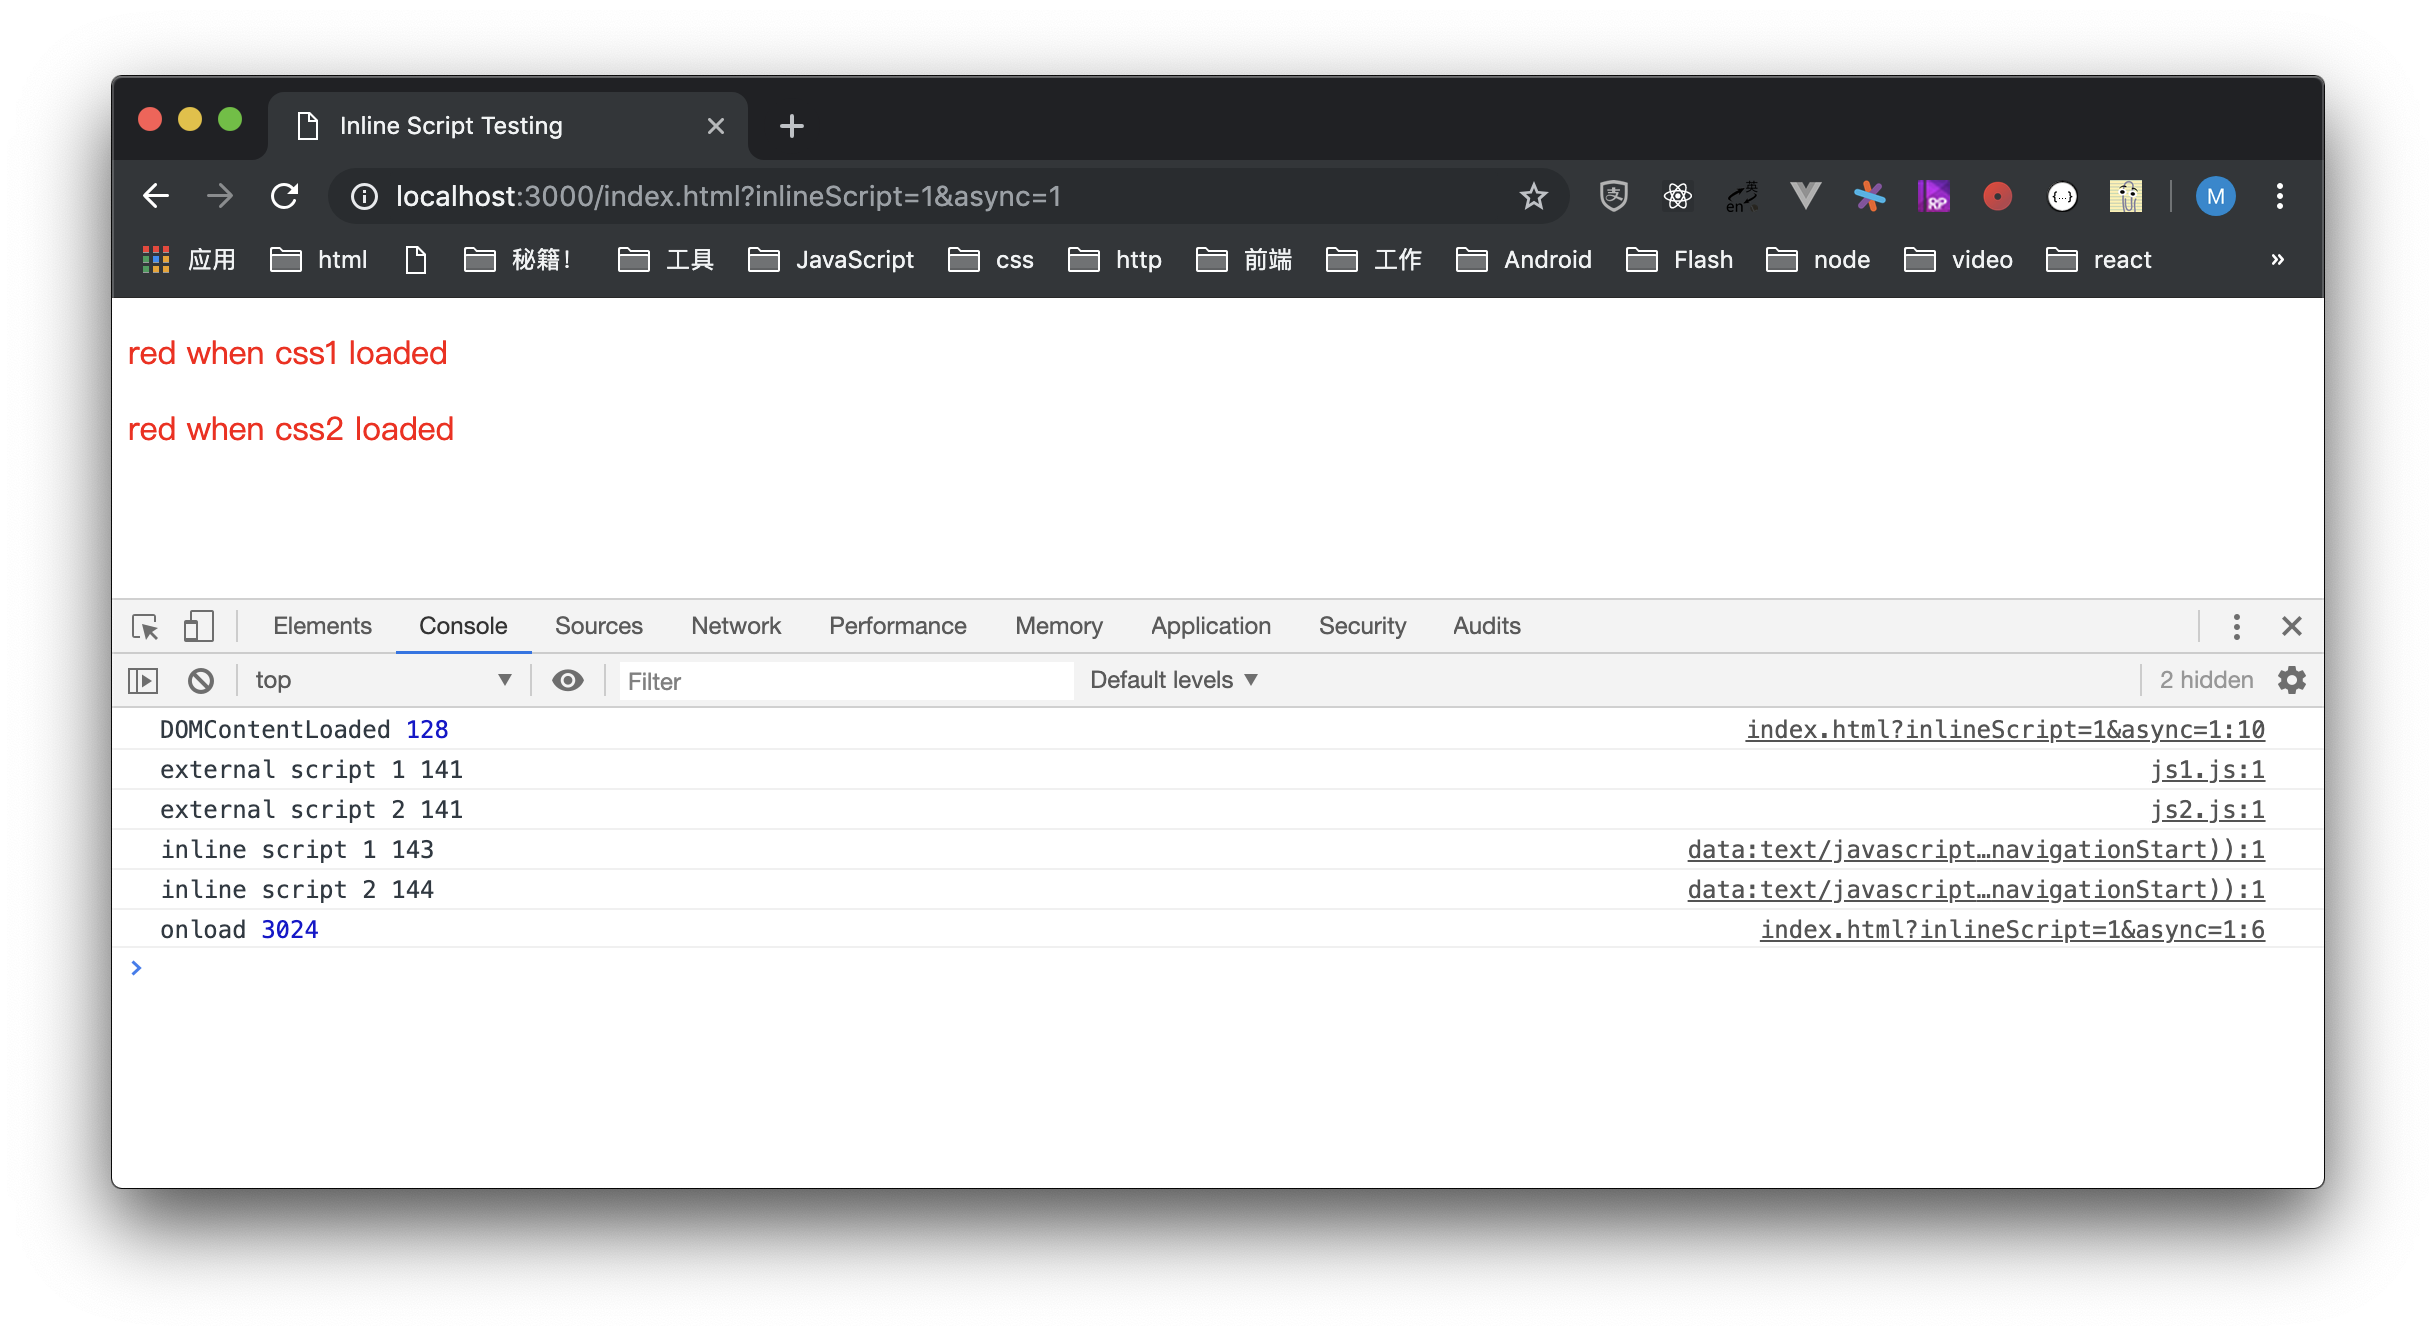 Inline Script Testing
localhost:3000/index.html?inlineScript=1&async=1
支 英 en RP {···} M
应用 html 秘籍! 工具 JavaScript css http 前端 工作 Android Flash node video react »
red when css1 loaded
red when css2 loaded
Elements Console Sources Network Performance Memory Application Security Audits
top Filter Default levels 2 hidden
DOMContentLoaded 128 index.html?inlineScript=1&async=1:10
external script 1 141 js1.js:1
external script 2 141 js2.js:1
inline script 1 143 data:text/javascript…navigationStart)):1
inline script 2 144 data:text/javascript…navigationStart)):1
onload 3024 index.html?inlineScript=1&async=1:6